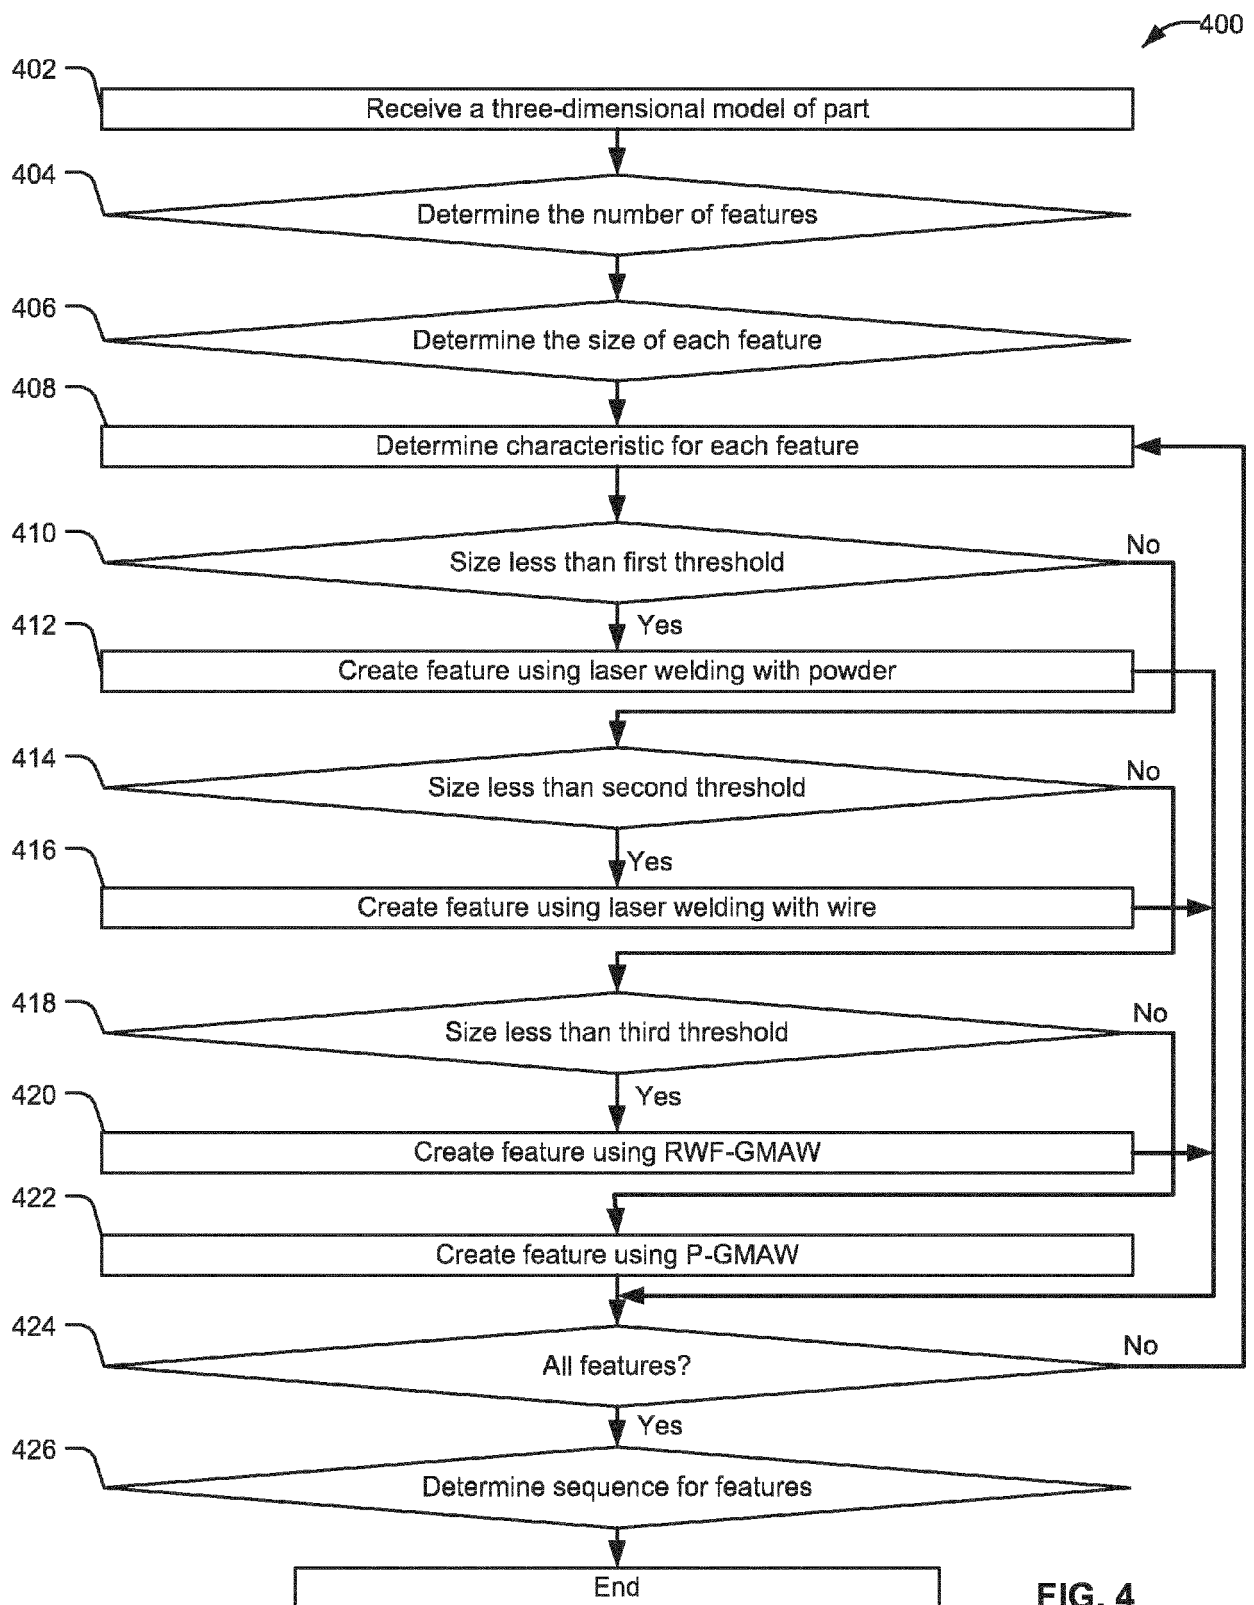 400
402
Receive a three-dimensional model of part
404
Determine the number of features
406
Determine the size of each feature
408
Determine characteristic for each feature
410
Size less than first threshold
No
Yes
412
Create feature using laser welding with powder
414
Size less than second threshold
No
Yes
416
Create feature using laser welding with wire
418
Size less than third threshold
No
Yes
420
Create feature using RWF-GMAW
422
Create feature using P-GMAW
424
All features?
No
Yes
426
Determine sequence for features
End
FIG. 4